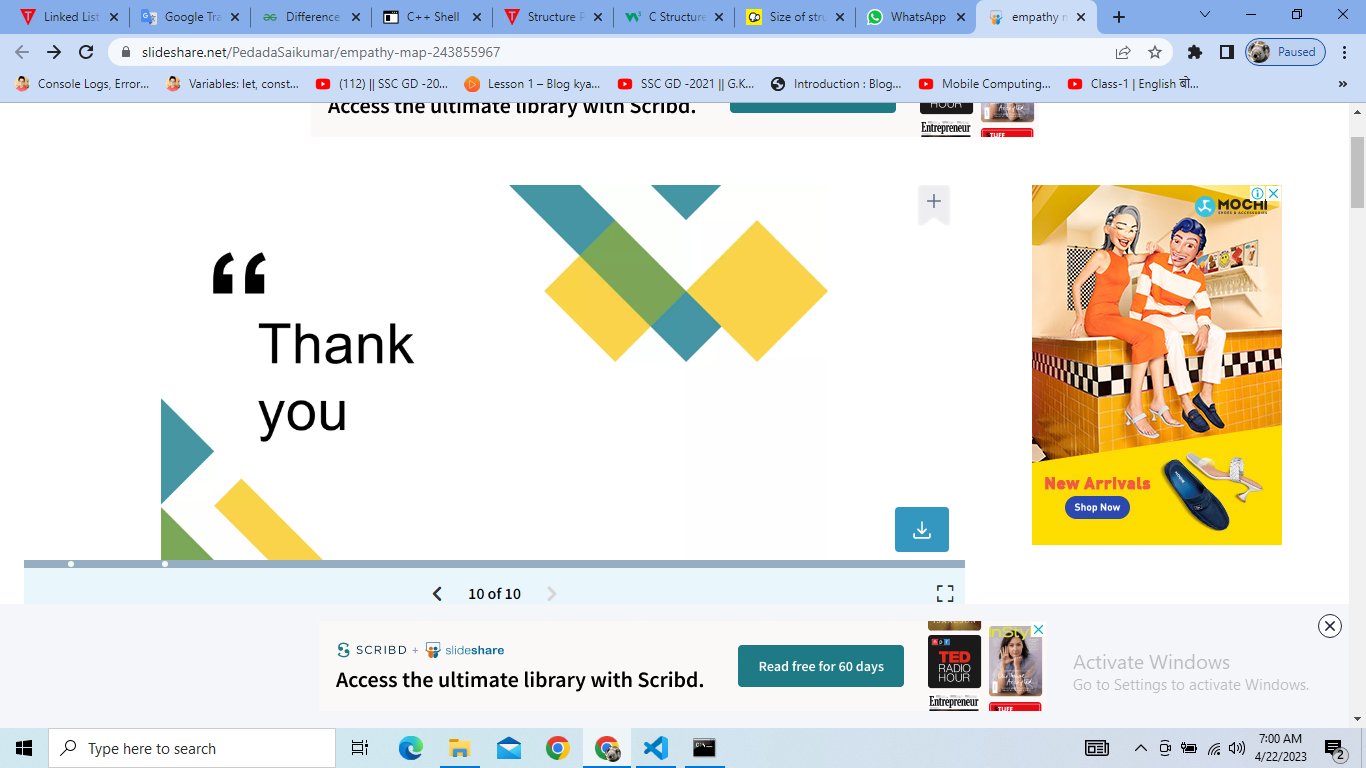 Linked List
Google Tra
Difference
C++ Shell
Structure P
C Structure
Size of stru
WhatsApp
empathy m
slideshare.net/PedadaSaikumar/empathy-map-243855967
Paused
Console Logs, Error...
Variables: let, const...
(112) || SSC GD -20...
Lesson 1 – Blog kya...
SSC GD -2021 || G.K...
Introduction : Blog...
Mobile Computing...
Class-1 | English बो...
»
Access the ultimate library with Scribd.
HOUR
Entrepreneur
“
Thank
you
MOCHI
SHOES & ACCESSORIES
New Arrivals
Shop Now
10 of 10
SCRIBD + slideshare
Access the ultimate library with Scribd.
Read free for 60 days
TED
RADIO
HOUR
Entrepreneur
InStyl
Activate Windows
Go to Settings to activate Windows.
Type here to search
7:00 AM
4/22/2023
2